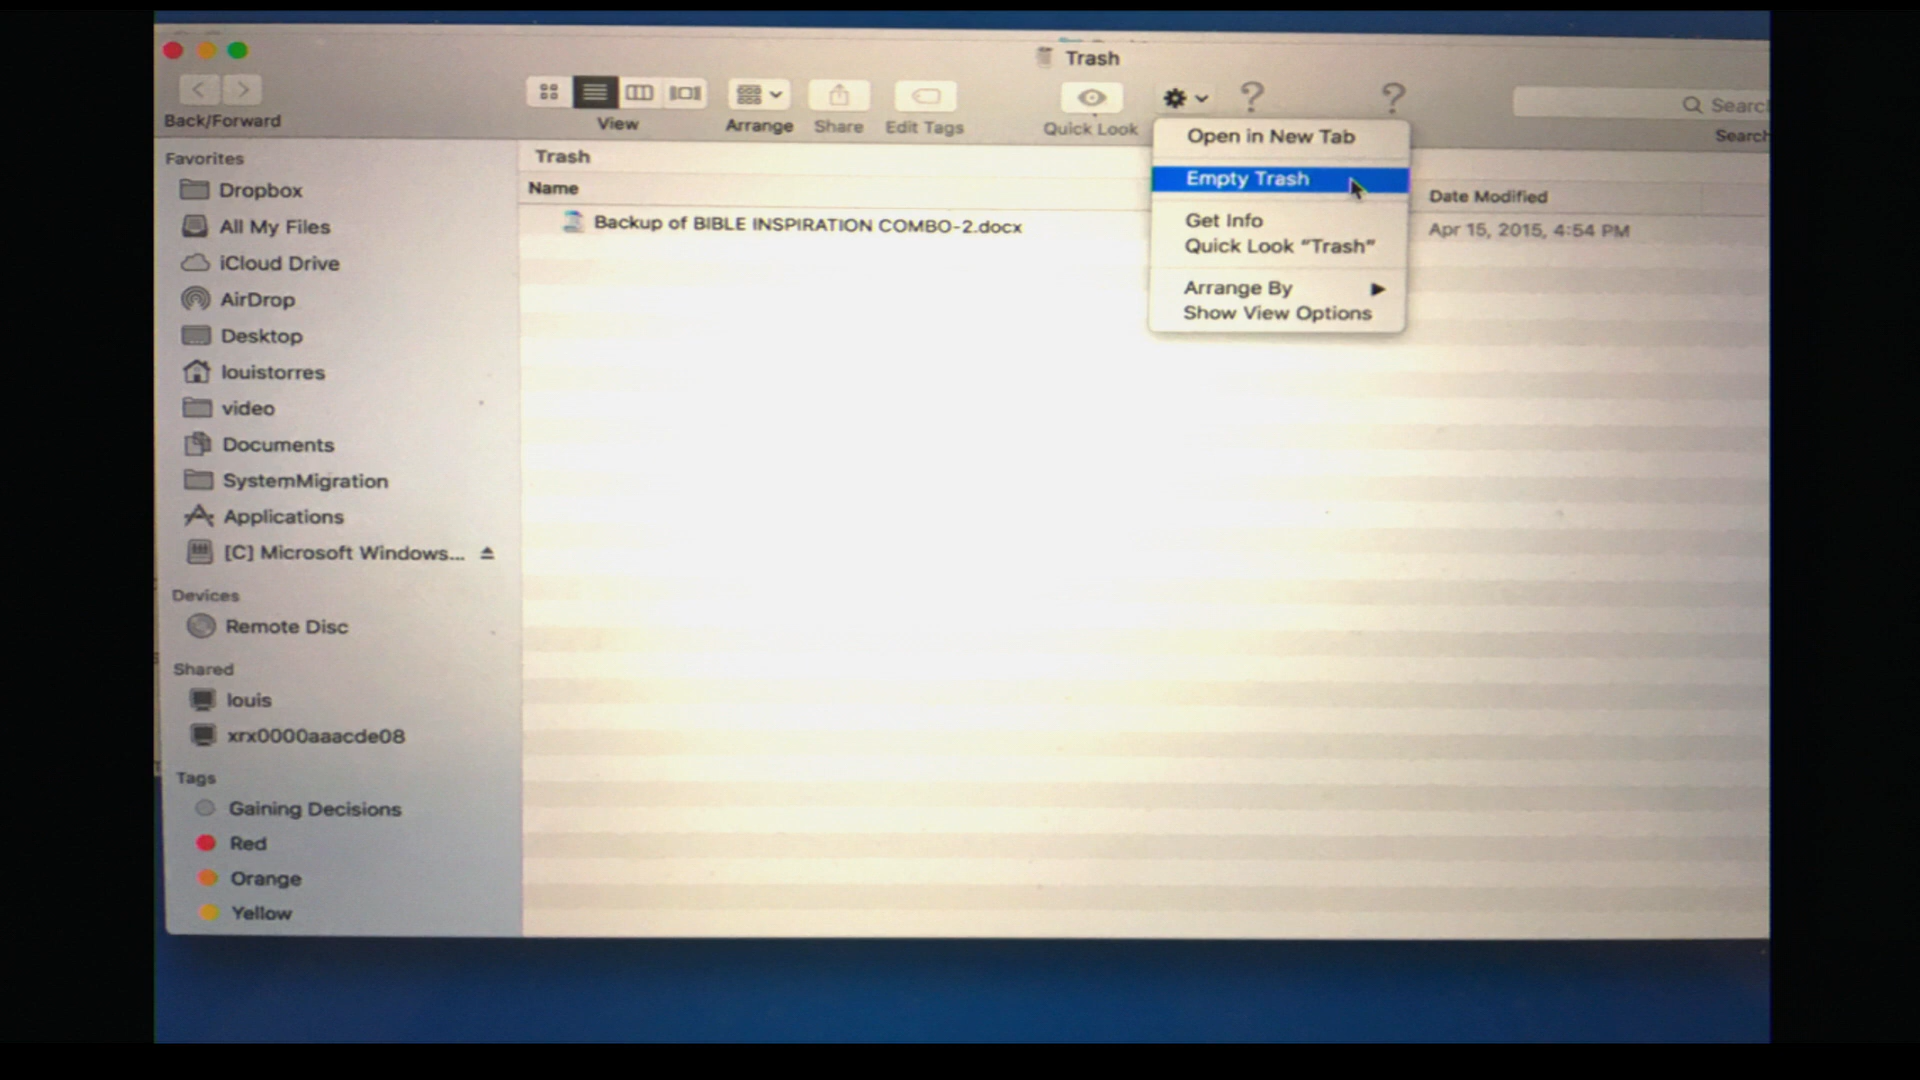 Trash
Back/Forward
View
Arrange
Share
Edit Tags
Quick Look
?
?
Search
Open in New Tab
Empty Trash
Get Info
Quick Look "Trash"
Arrange By
Show View Options
Favorites
Dropbox
All My Files
iCloud Drive
AirDrop
Desktop
louistorres
video
Documents
SystemMigration
Applications
[C] Microsoft Windows...
Devices
Remote Disc
Shared
louis
xrx0000aaacde08
Tags
Gaining Decisions
Red
Orange
Yellow
Trash
Name
Date Modified
Backup of BIBLE INSPIRATION COMBO-2.docx
Apr 15, 2015, 4:54 PM